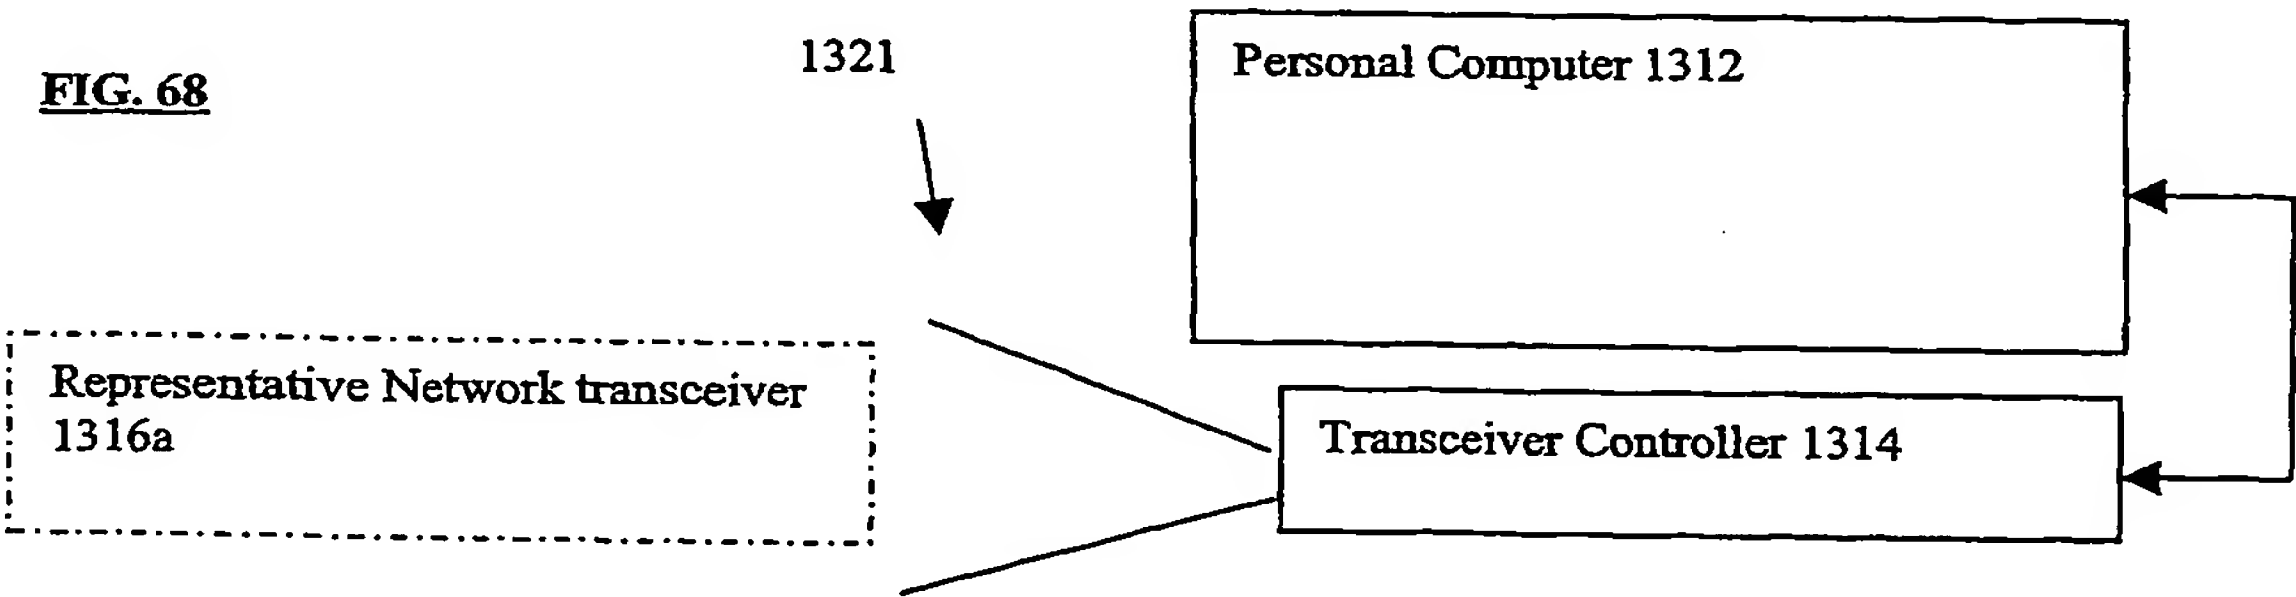 FIG. 68
1321
Personal Computer 1312
Representative Network transceiver
1316a
Transceiver Controller 1314